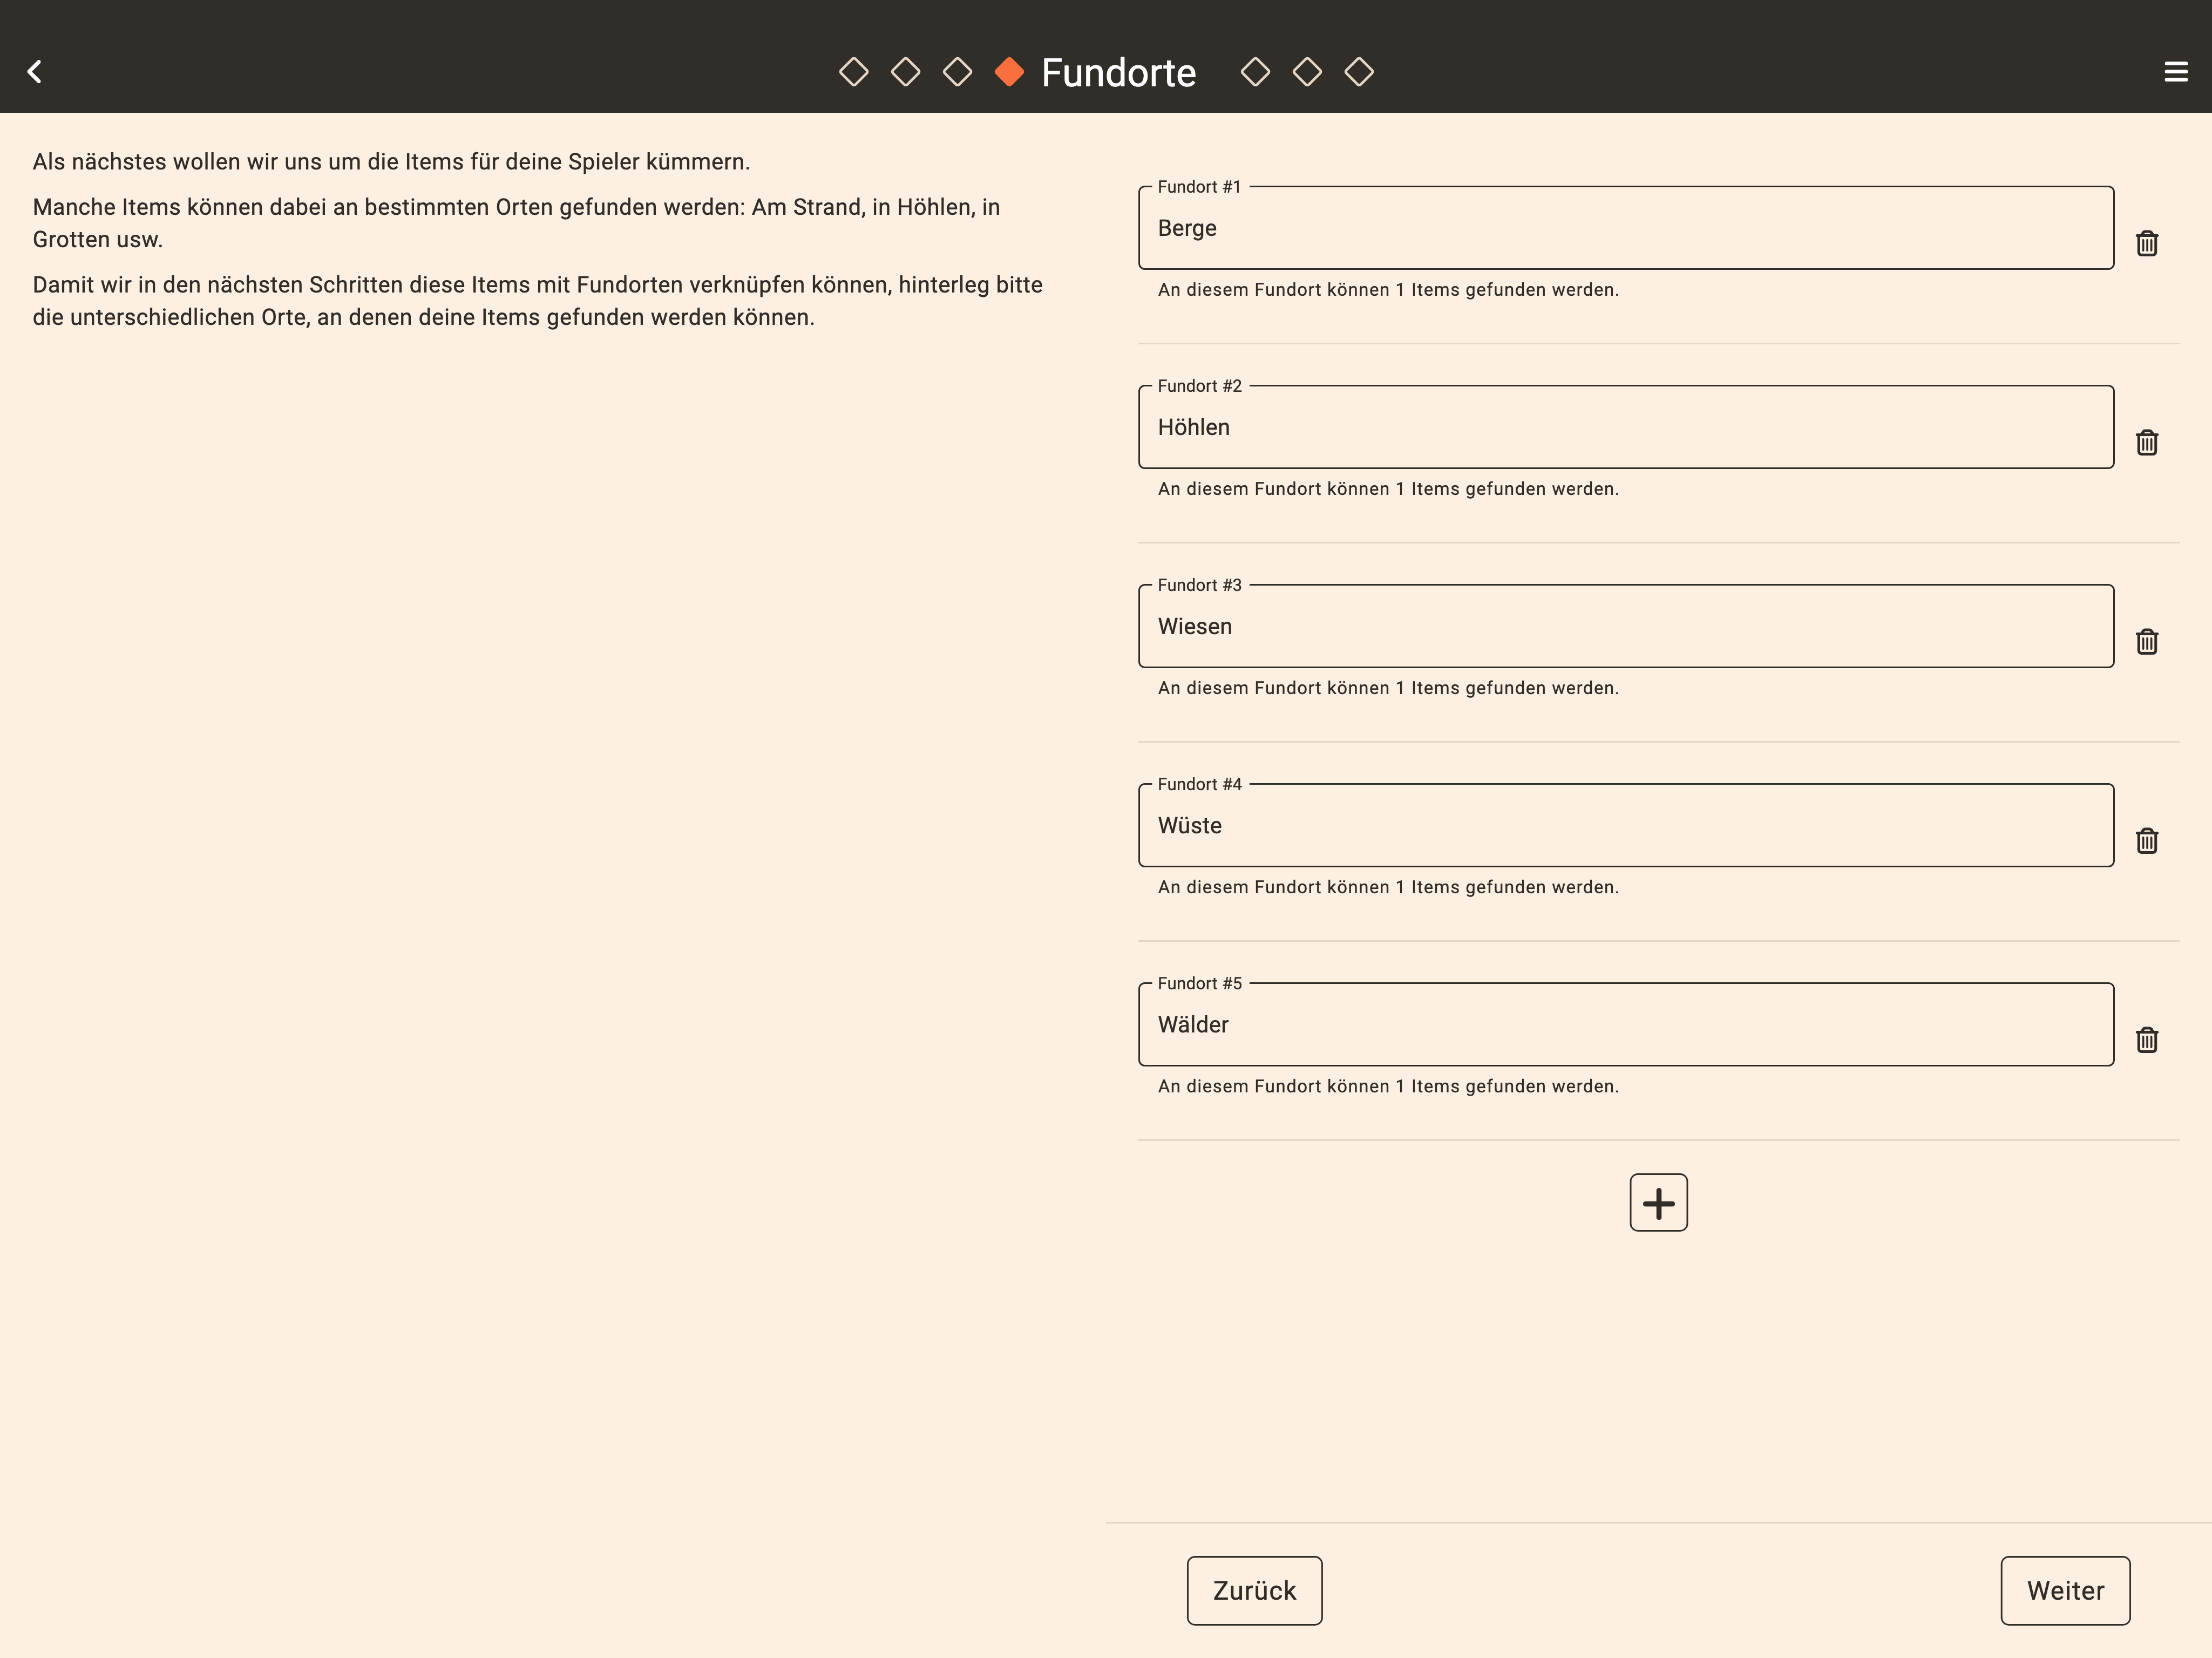 Fundorte
Als nächstes wollen wir uns um die Items für deine Spieler kümmern.
Manche Items können dabei an bestimmten Orten gefunden werden: Am Strand, in Höhlen, in
Grotten usw.
Damit wir in den nächsten Schritten diese Items mit Fundorten verknüpfen können, hinterleg bitte
die unterschiedlichen Orte, an denen deine Items gefunden werden können.
Fundort #1
Berge
An diesem Fundort können 1 Items gefunden werden.
Fundort #2
Höhlen
An diesem Fundort können 1 Items gefunden werden.
Fundort #3
Wiesen
An diesem Fundort können 1 Items gefunden werden.
Fundort #4
Wüste
An diesem Fundort können 1 Items gefunden werden.
Fundort #5
Wälder
An diesem Fundort können 1 Items gefunden werden.
Zurück
Weiter